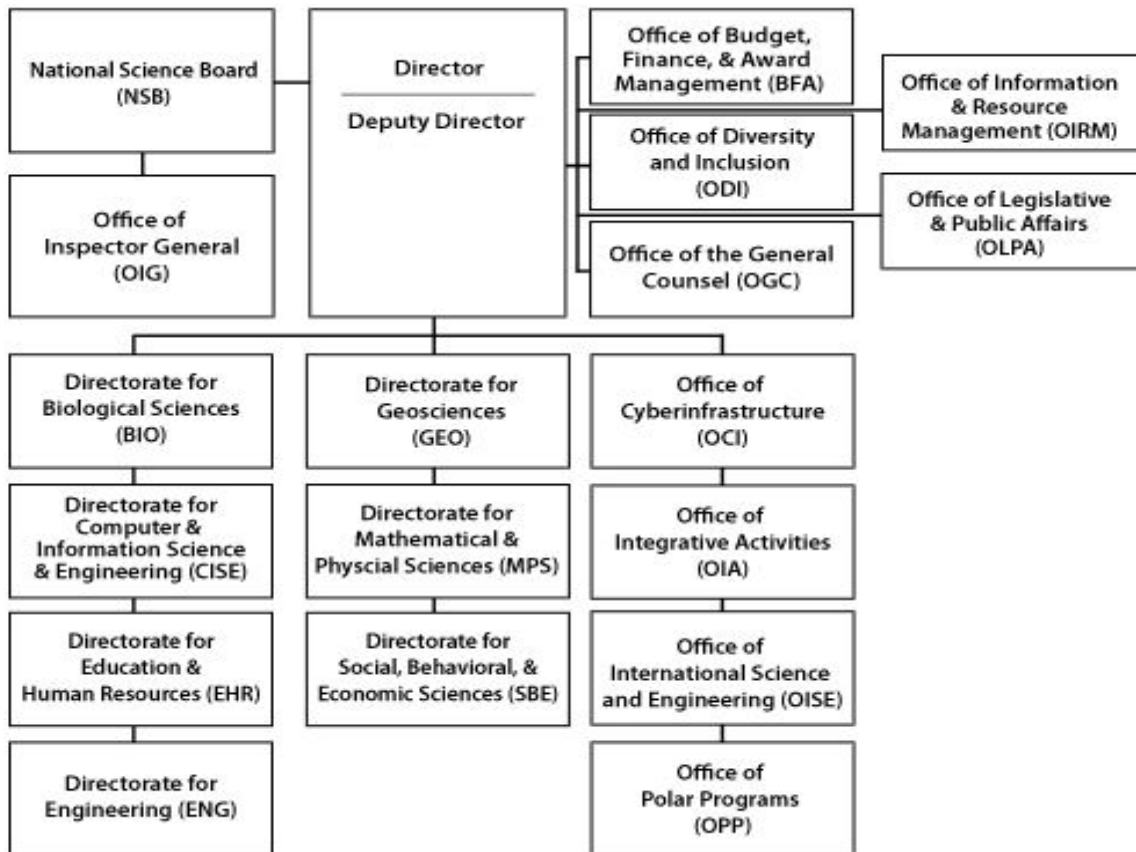 National Science Board
(NSB)
Director
Deputy Director
Office of Budget,
Finance, & Award
Management (BFA)
Office of Information
& Resource
Management (OIRM)
Office of Diversity
and Inclusion
(ODI)
Office of
Inspector General
(OIG)
Office of Legislative
& Public Affairs
(OLPA)
Office of the General
Counsel (OGC)
Directorate for
Biological Sciences
(BIO)
Directorate for
Geosciences
(GEO)
Office of
Cyberinfrastructure
(OCI)
Directorate for
Computer &
Information Science
& Engineering (CISE)
Directorate for
Mathematical &
Physcial Sciences (MPS)
Office of
Integrative Activities
(OIA)
Directorate for
Education &
Human Resources (EHR)
Directorate for
Social, Behavioral, &
Economic Sciences (SBE)
Office of
International Science
and Engineering (OISE)
Directorate for
Engineering (ENG)
Office of
Polar Programs
(OPP)